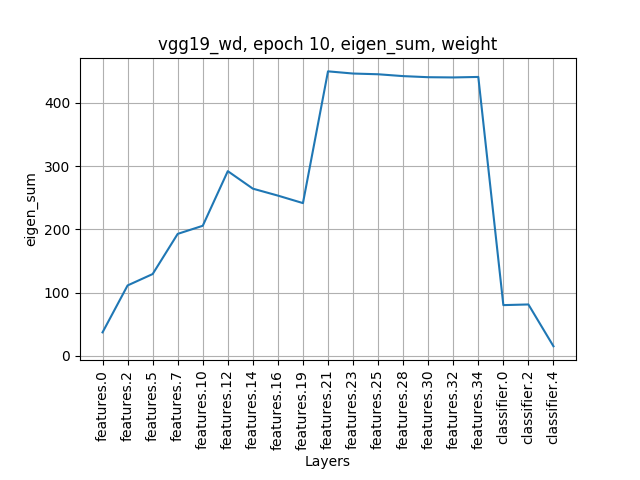 vgg19_wd, epoch 10, eigen_sum, weight
eigen_sum
400
300
200
100
0
features.0
features.2
features.5
features.7
features.10
features.12
features.14
features.16
features.19
features.21
features.23
features.25
features.28
features.30
features.32
features.34
classifier.0
classifier.2
classifier.4
Layers